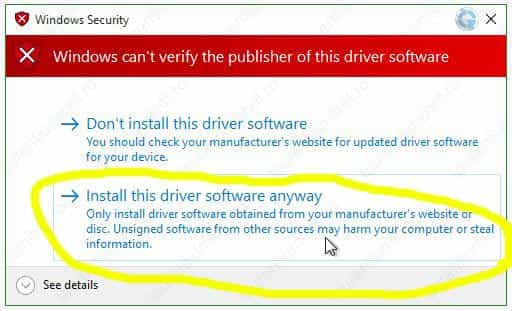 Windows Security
Windows can't verify the publisher of this driver software
Don't install this driver software
You should check your manufacturer's website for updated driver software
for your device.
Install this driver software anyway
Only install driver software obtained from your manufacturer's website or
disc. Unsigned software from other sources may harm your computer or steal
information.
See details